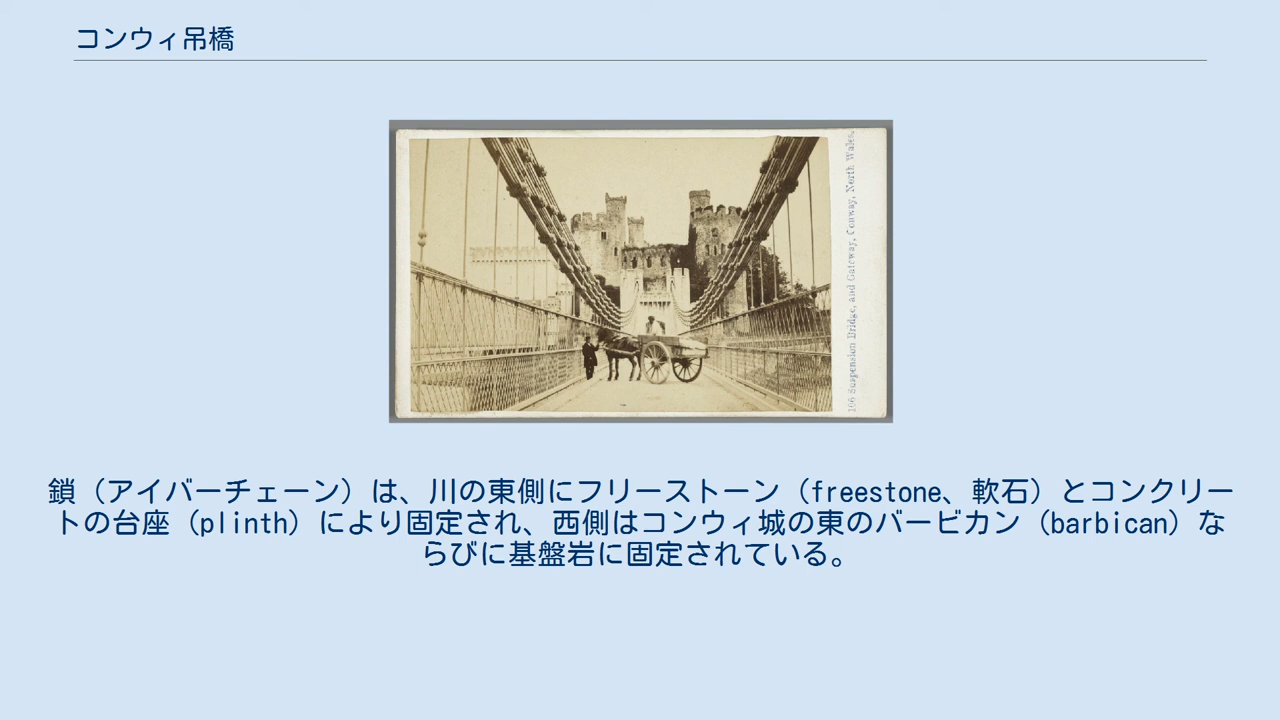 コンウィ吊橋
106 Suspension Bridge, and Gateway, Conway, North Wales.
鎖（アイバーチェーン）は、川の東側にフリーストーン（freestone、軟石）とコンクリー
トの台座（plinth）により固定され、西側はコンウィ城の東のバービカン（barbican）な
らびに基盤岩に固定されている。